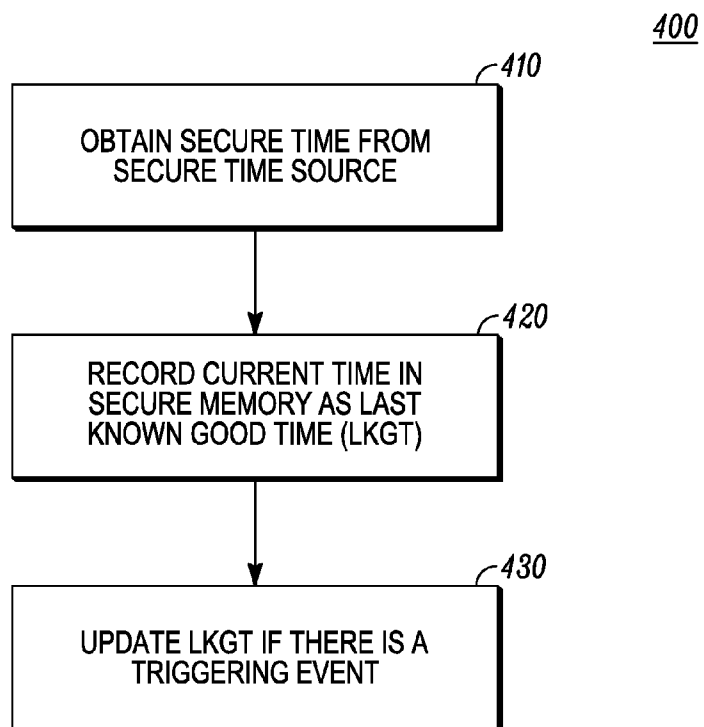 400
410
OBTAIN SECURE TIME FROM
SECURE TIME SOURCE
420
RECORD CURRENT TIME IN
SECURE MEMORY AS LAST
KNOWN GOOD TIME (LKGT)
430
UPDATE LKGT IF THERE IS A
TRIGGERING EVENT